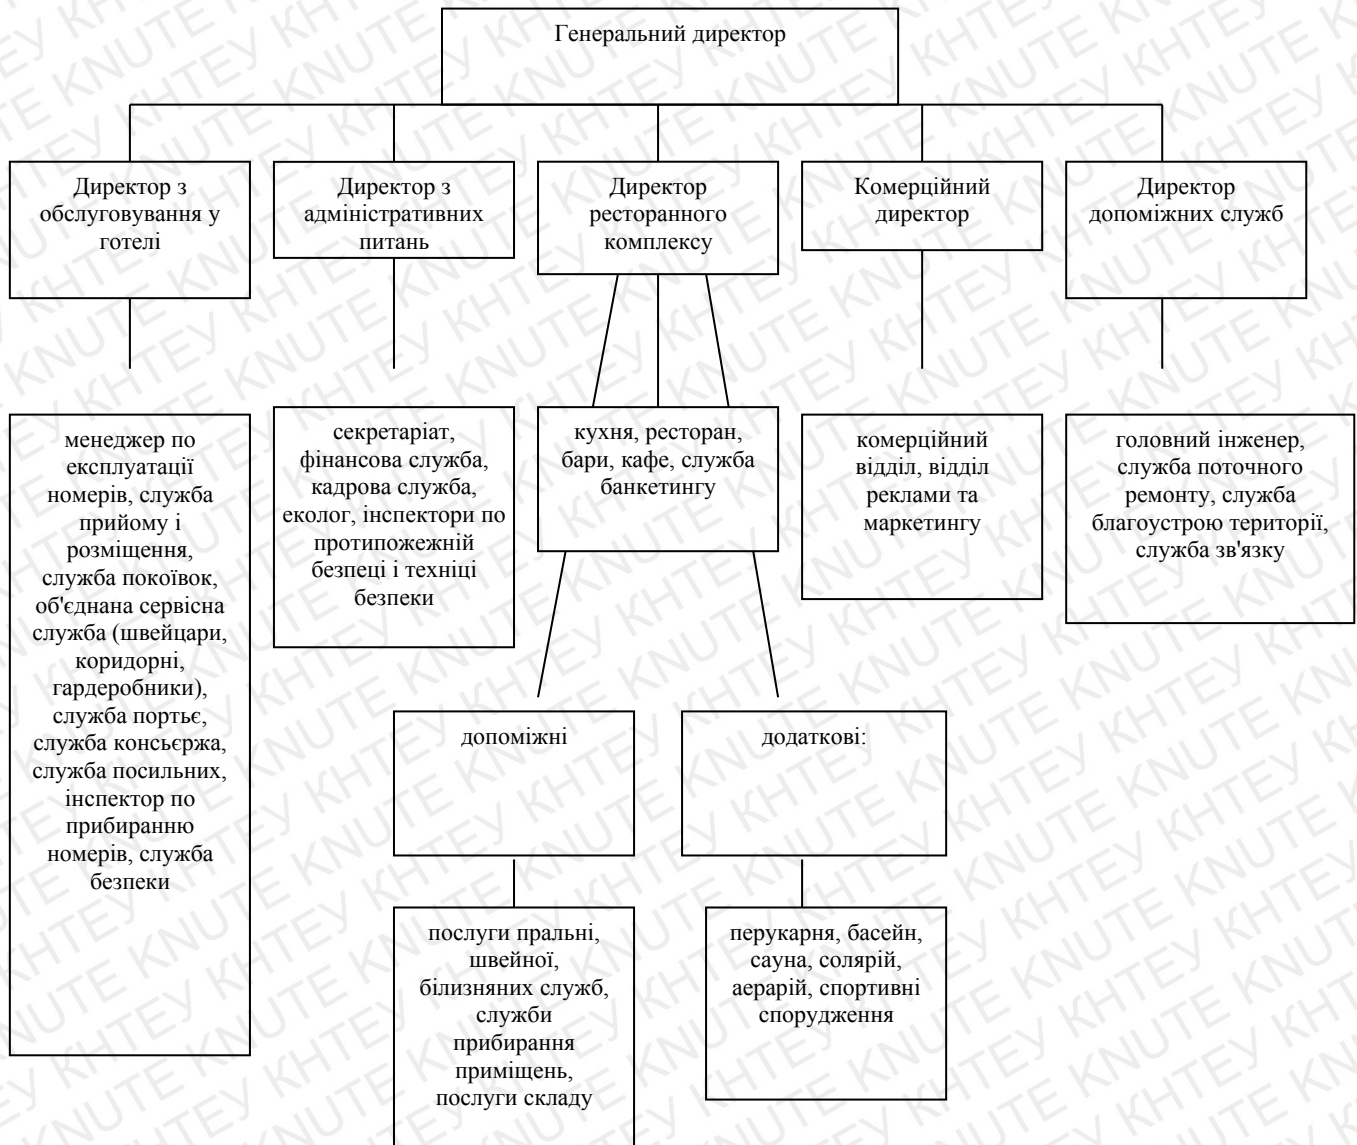 Генеральний директор
Директор з
обслуговування у
готелі
Директор з
адміністративних
питань
Директор
ресторанного
комплексу
Комерційний
директор
Директор
допоміжних служб
менеджер по
експлуатації
номерів, служба
прийому і
розміщення,
служба покоївок,
об'єднана сервісна
служба (швейцари,
коридорні,
гардеробники),
служба портьє,
служба консьєржа,
служба посильних,
інспектор по
прибиранню
номерів, служба
безпеки
секретаріат,
фінансова служба,
кадрова служба,
еколог, інспектори по
протипожежній
безпеці і техніці
безпеки
кухня, ресторан,
бари, кафе, служба
банкетингу
комерційний
відділ, відділ
реклами та
маркетингу
головний інженер,
служба поточного
ремонту, служба
благоустрою території,
служба зв'язку
допоміжні
додаткові:
послуги пральні,
швейної,
білизняних служб,
служби
прибирання
приміщень,
послуги складу
перукарня, басейн,
сауна, солярій,
аерарій, спортивні
спорудження